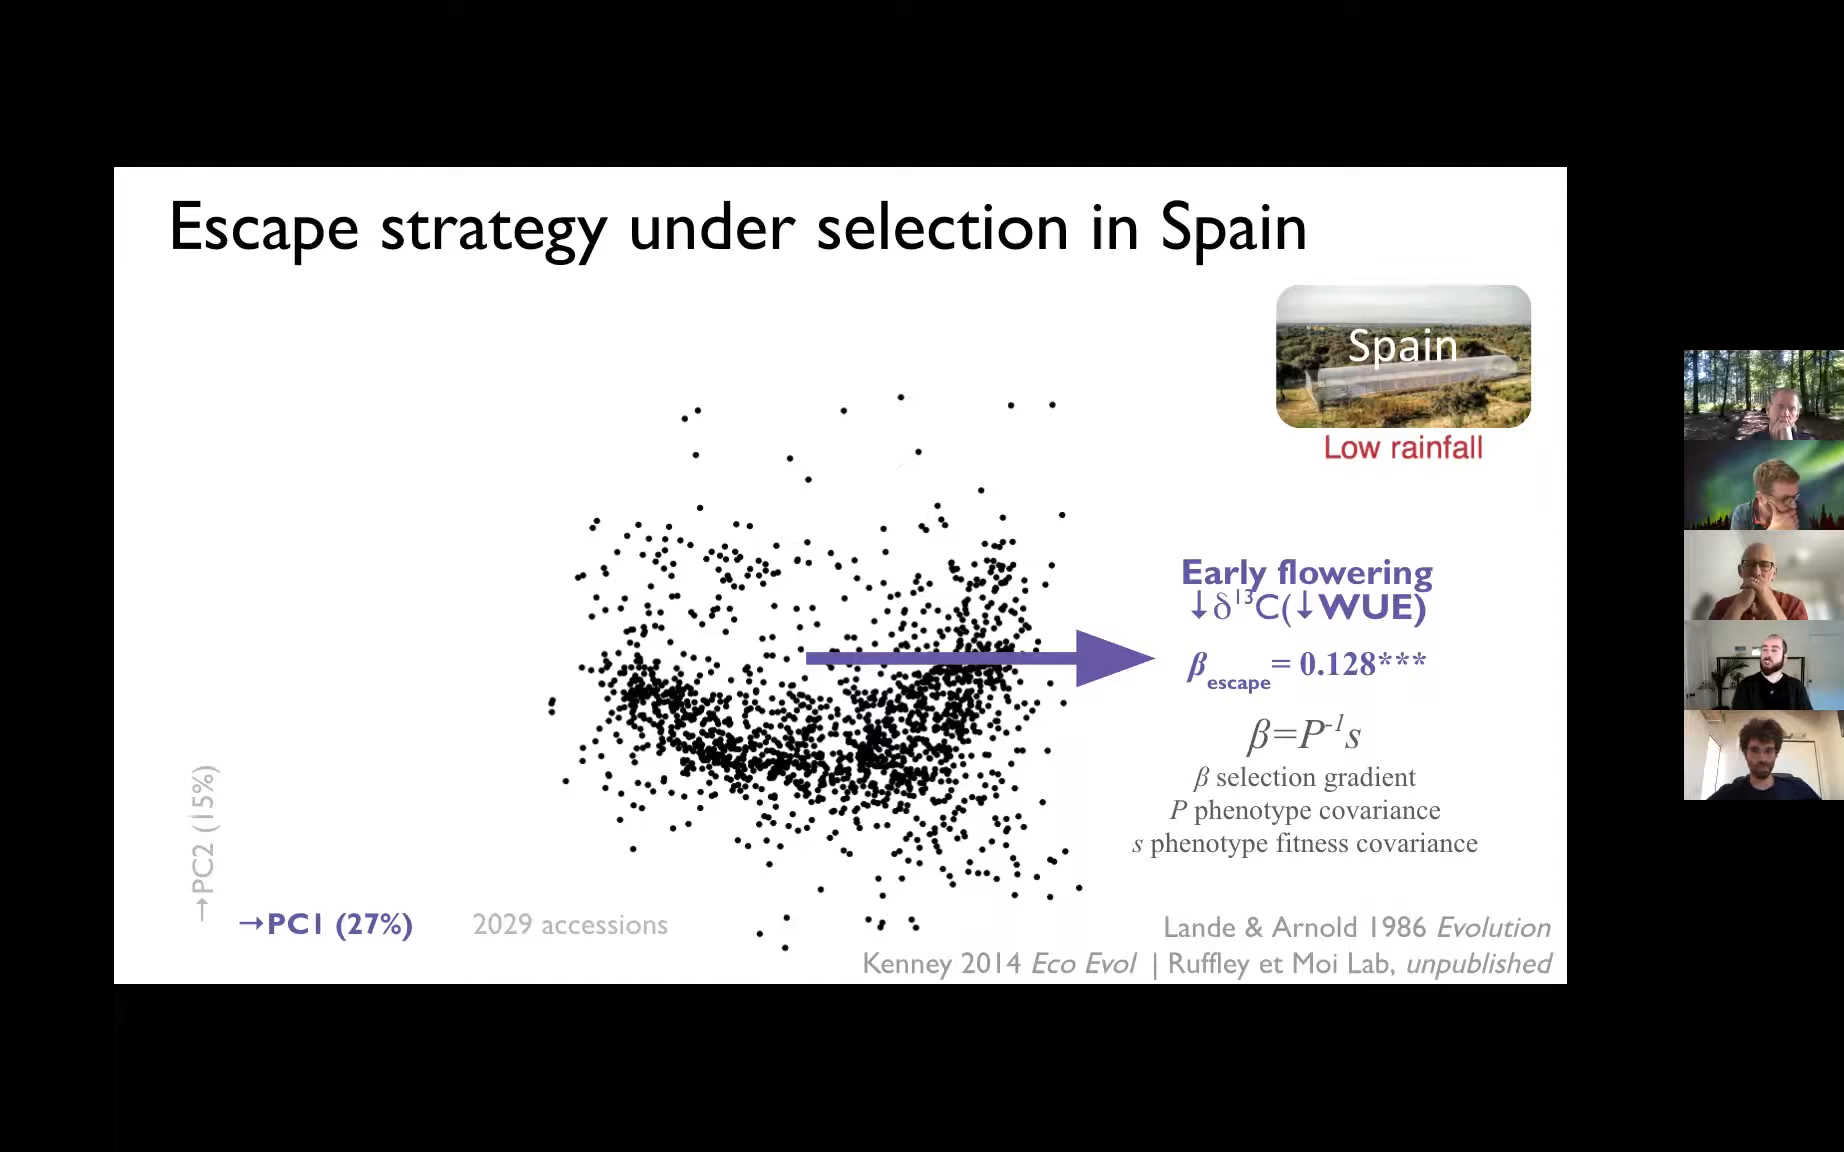 Escape strategy under selection in Spain
Spain
Low rainfall
Early flowering
↓δ¹³C(↓WUE)
βescape = 0.128***
β=P⁻¹s
β selection gradient
P phenotype covariance
s phenotype fitness covariance
→PC2 (15%)
→PC1 (27%)
2029 accessions
Lande & Arnold 1986 Evolution
Kenney 2014 Eco Evol | Ruffley et Moi Lab, unpublished